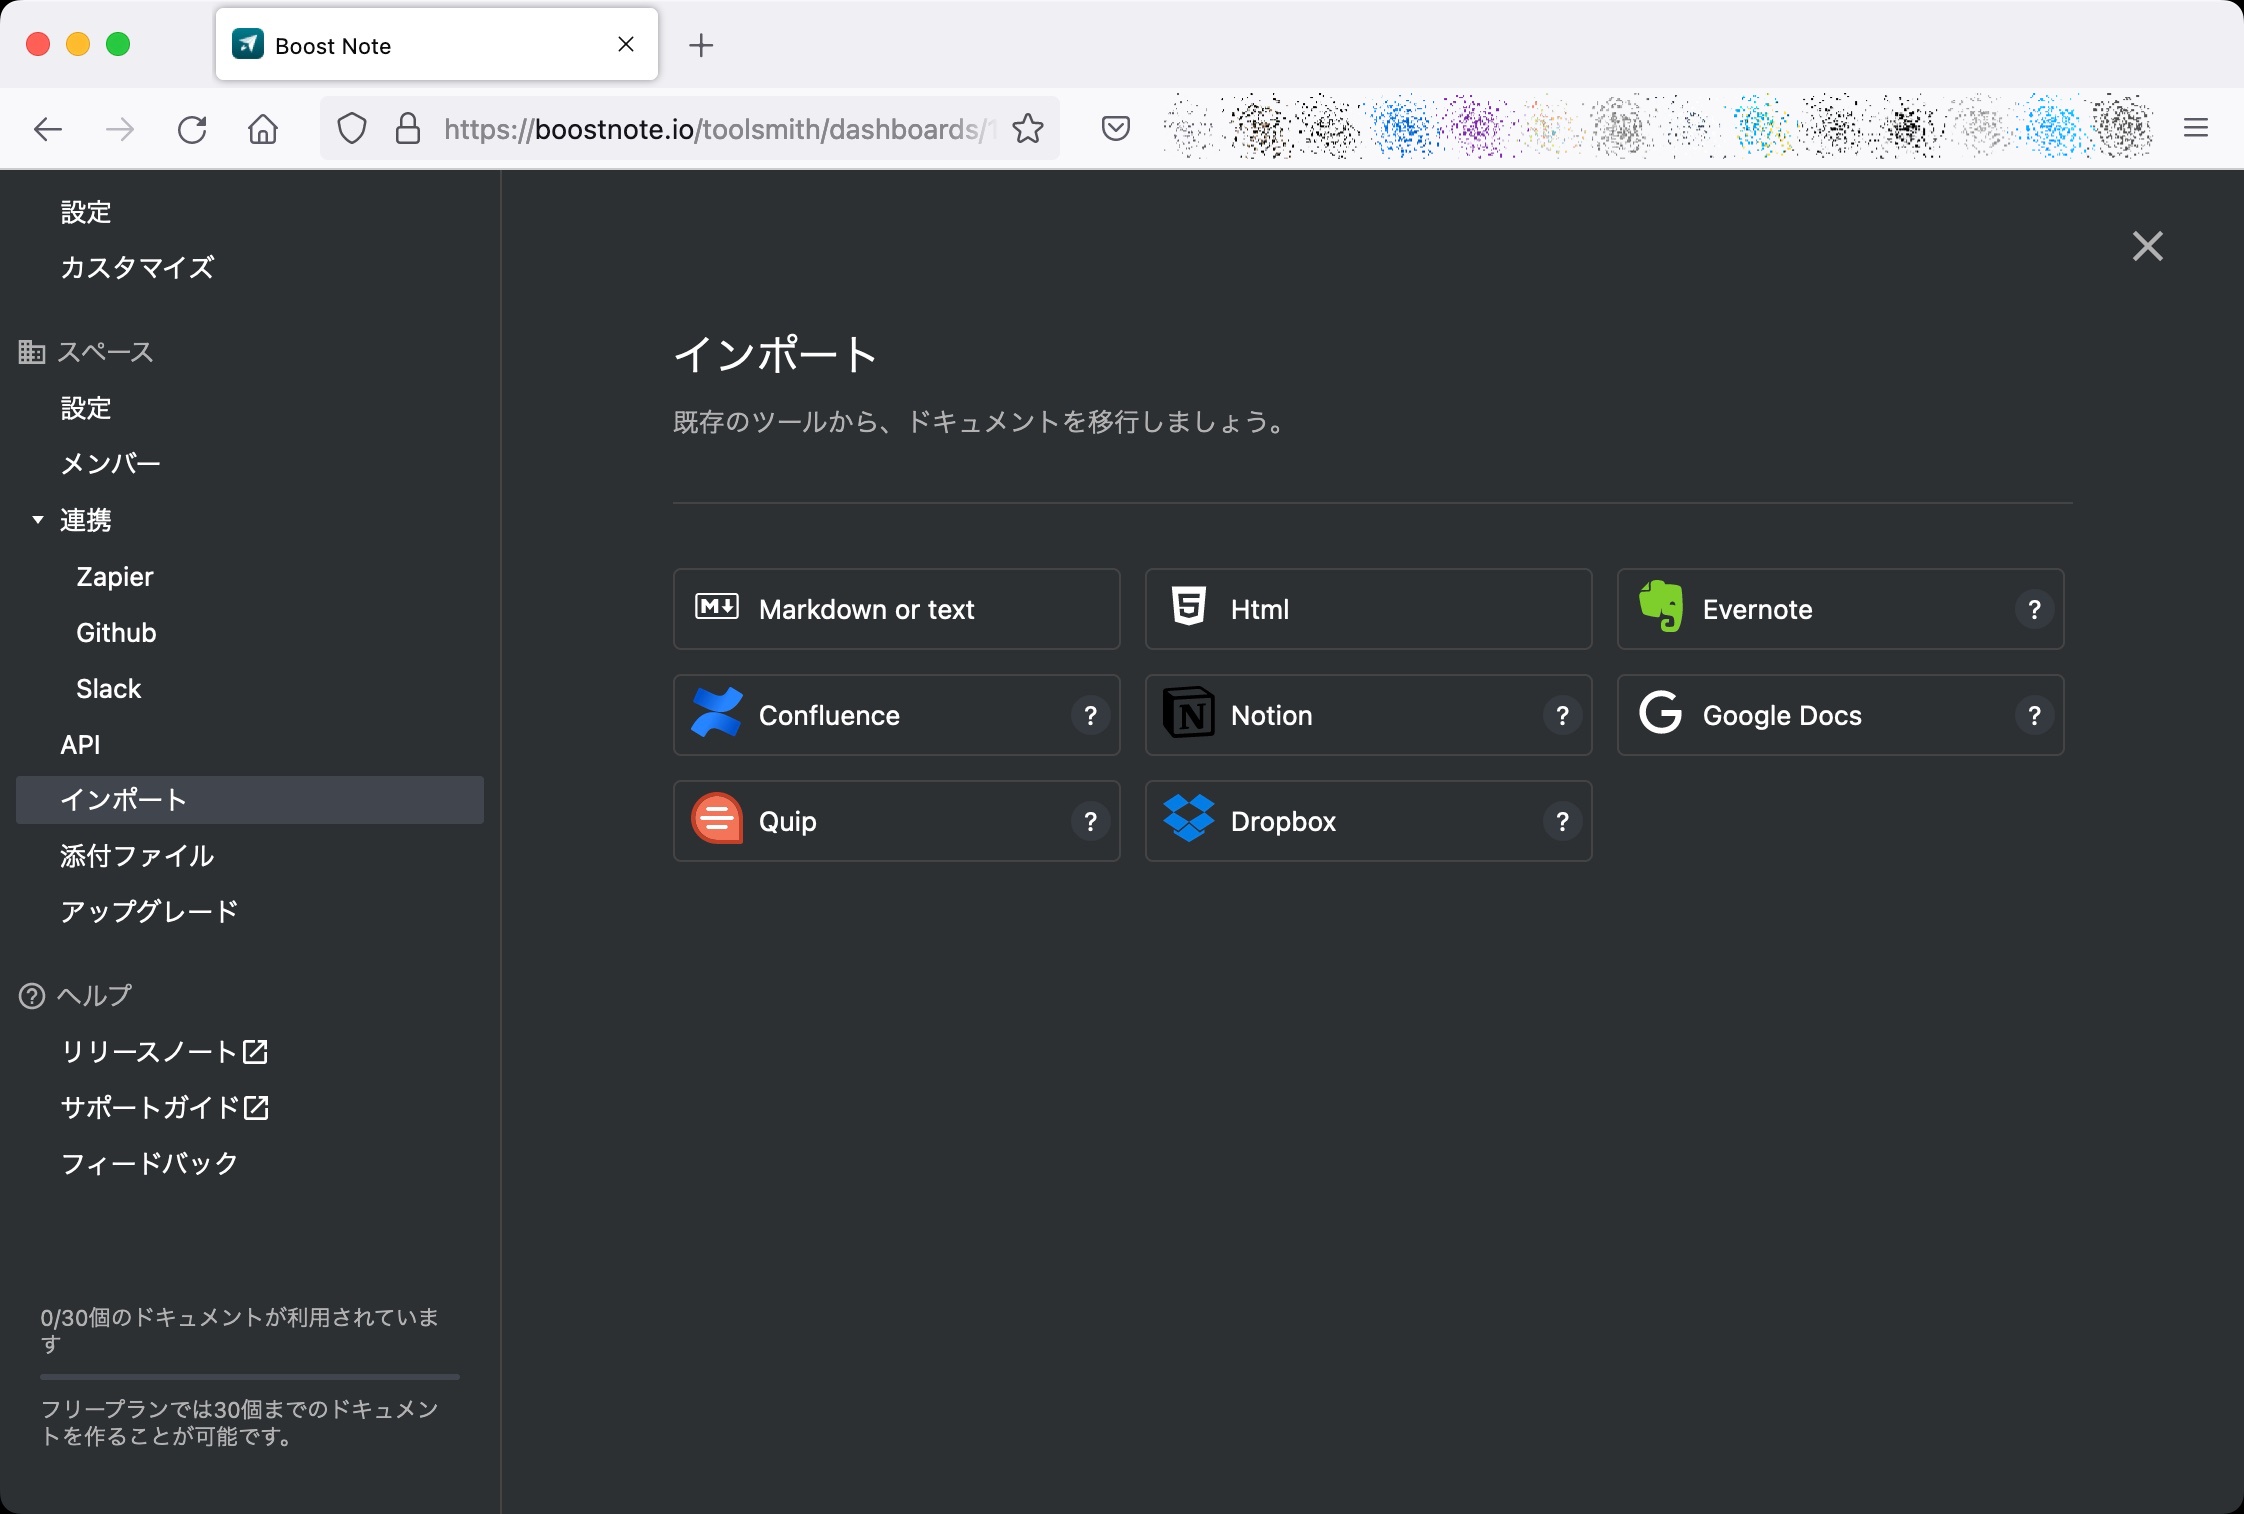 Boost Note
https://boostnote.io/toolsmith/dashboards/1
設定
カスタマイズ
スペース
設定
メンバー
連携
Zapier
Github
Slack
API
インポート
添付ファイル
アップグレード
ヘルプ
リリースノート
サポートガイド
フィードバック
0/30個のドキュメントが利用されていま
す
フリープランでは30個までのドキュメン
トを作ることが可能です。
インポート
既存のツールから、ドキュメントを移行しましょう。
Markdown or text
Html
Evernote ?
Confluence ?
Notion ?
Google Docs ?
Quip ?
Dropbox ?